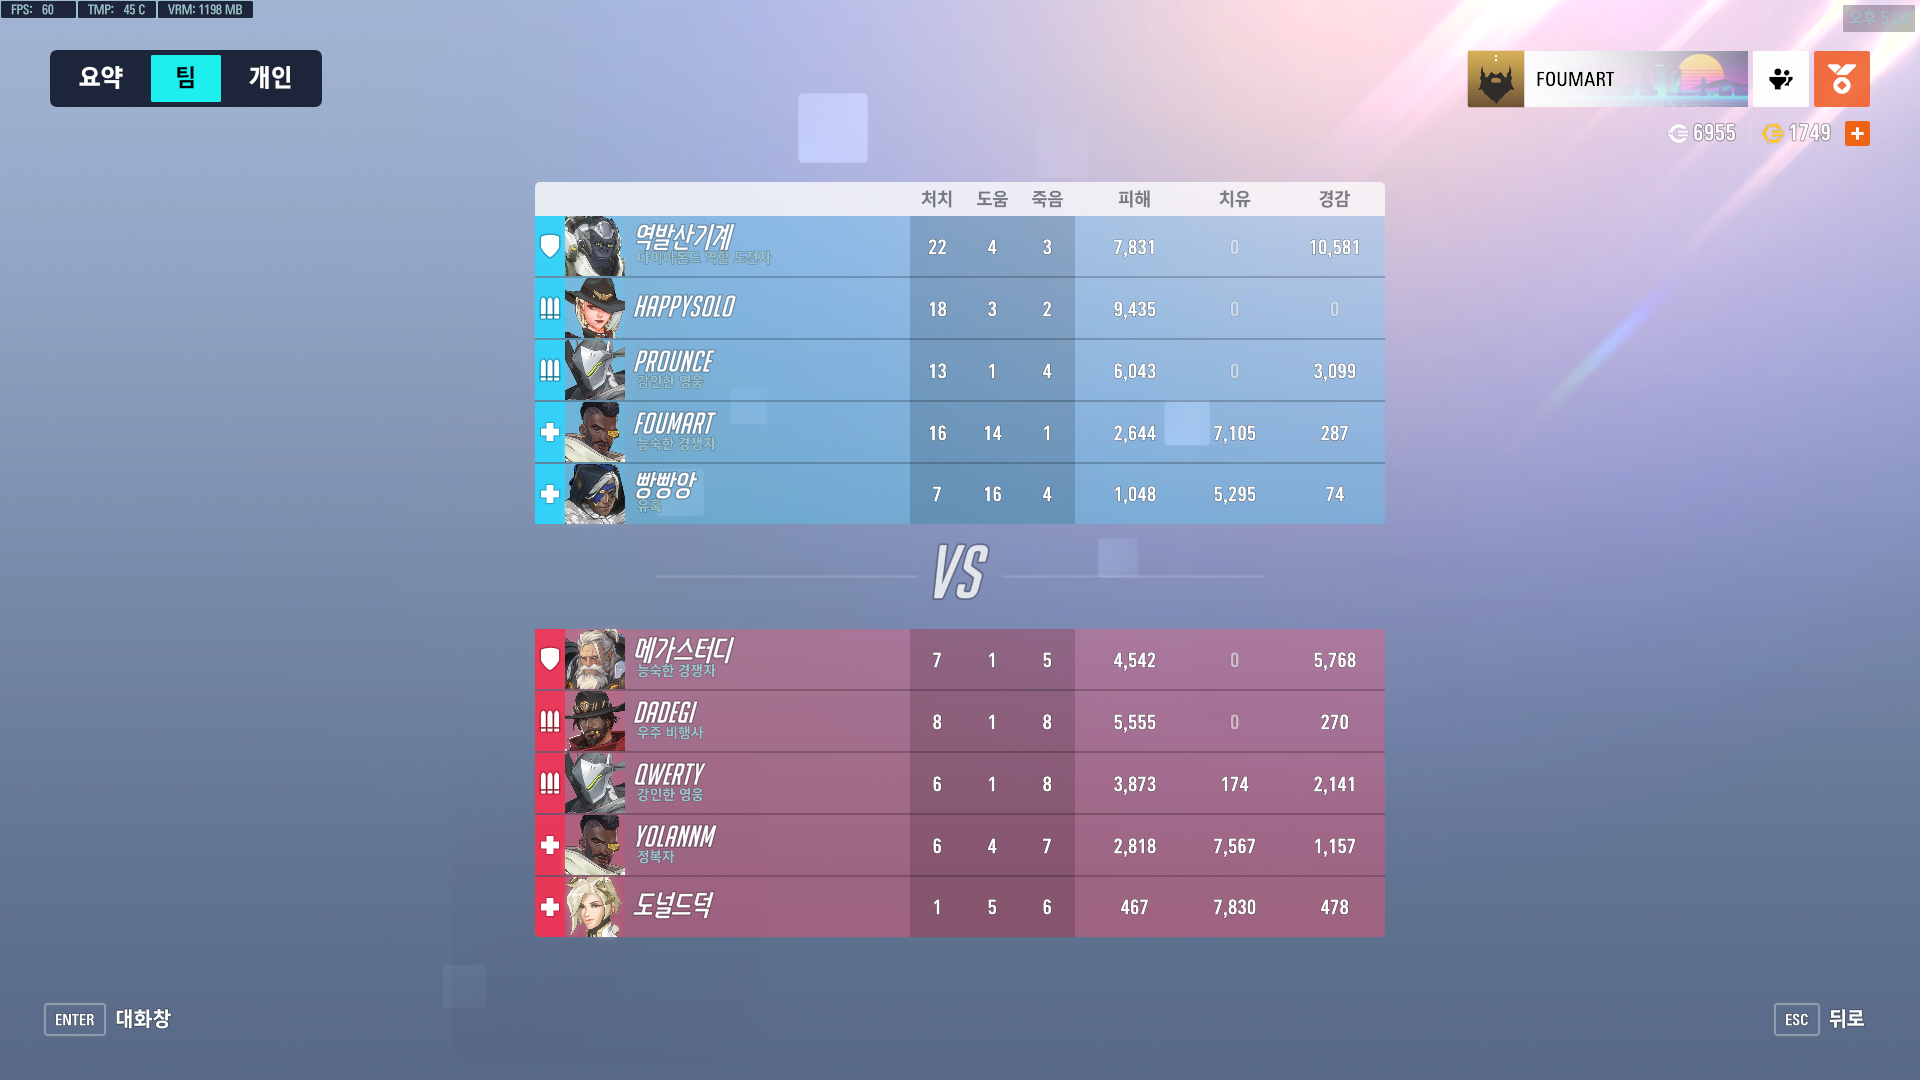 FPS: 60 TMP: 45 C VRM: 1198 MB
요약 팀 개인
FOUMART
6955 1749 +
처치 도움 죽음 피해 치유 경감
역발산기계 22 4 3 7,831 0 10,581
다이아몬드 역할 도전자
HAPPYSOLO 18 3 2 9,435 0 0
PROUNCE 13 1 4 6,043 0 3,099
강인한 영웅
FOUMART 16 14 1 2,644 7,105 287
능숙한 경쟁자
빵빵앙 7 16 4 1,048 5,295 74
유혹
VS
메가스터디 7 1 5 4,542 0 5,768
능숙한 경쟁자
DADEGI 8 1 8 5,555 0 270
우주 비행사
QWERTY 6 1 8 3,873 174 2,141
강인한 영웅
YOLANNM 6 4 7 2,818 7,567 1,157
정복자
도널드덕 1 5 6 467 7,830 478
ENTER 대화창
ESC 뒤로